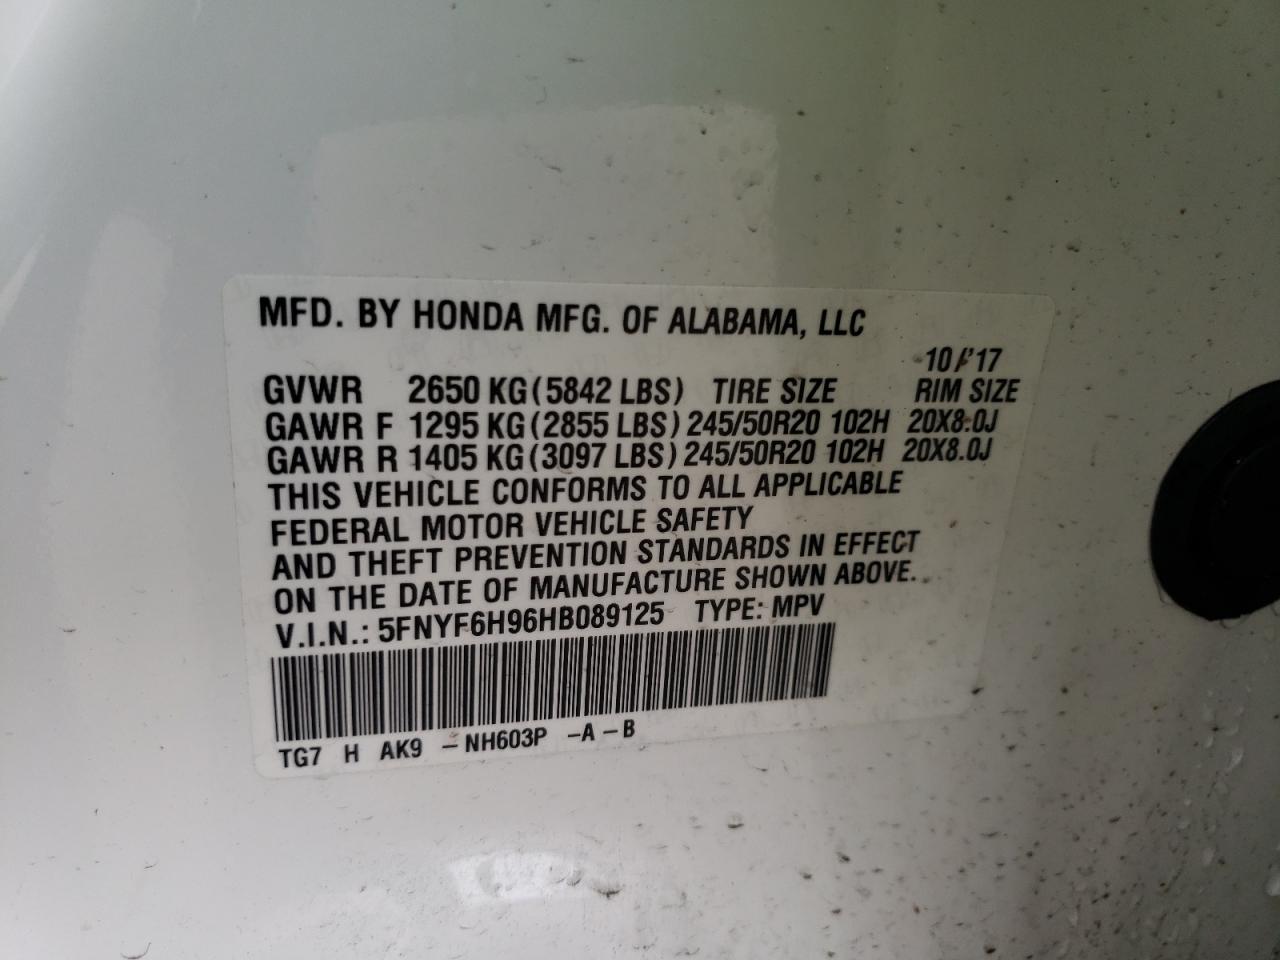 MFD. BY HONDA MFG. OF ALABAMA, LLC
10/'17
GVWR 2650 KG(5842 LBS) TIRE SIZE RIM SIZE
GAWR F 1295 KG(2855 LBS) 245/50R20 102H 20X8.0J
GAWR R 1405 KG(3097 LBS) 245/50R20 102H 20X8.0J
THIS VEHICLE CONFORMS TO ALL APPLICABLE
FEDERAL MOTOR VEHICLE SAFETY
AND THEFT PREVENTION STANDARDS IN EFFECT
ON THE DATE OF MANUFACTURE SHOWN ABOVE.
V.I.N.: 5FNYF6H96HB089125 TYPE: MPV
TG7 H AK9 -NH603P -A-B